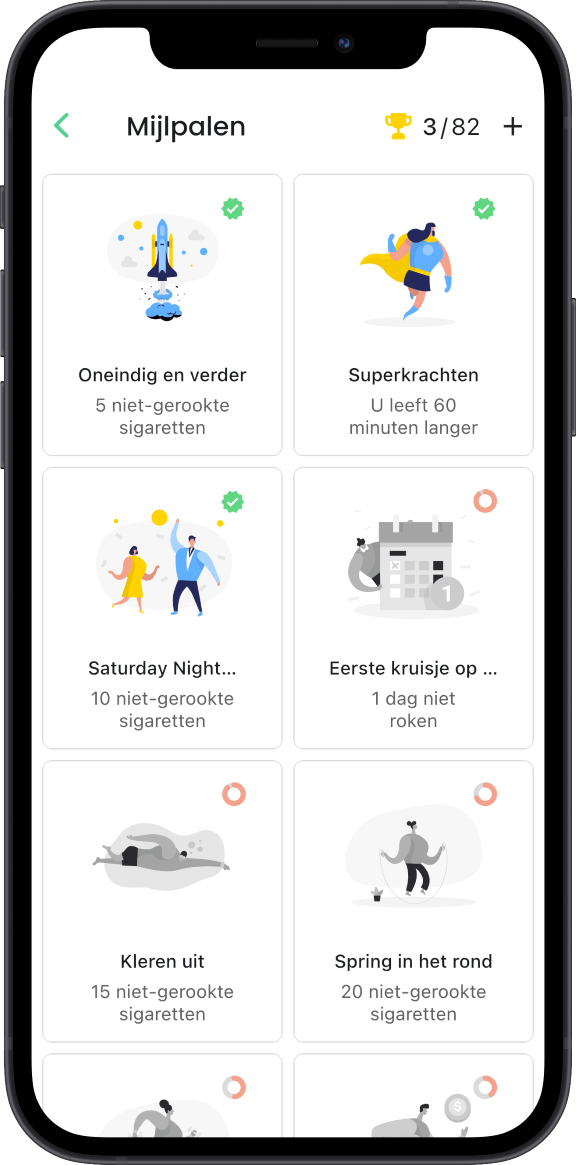 Mijlpalen 3/82 +
Oneindig en verder
5 niet-gerookte
sigaretten
Superkrachten
U leeft 60
minuten langer
Saturday Night...
10 niet-gerookte
sigaretten
1
Eerste kruisje op ...
1 dag niet
roken
Kleren uit
15 niet-gerookte
sigaretten
Spring in het rond
20 niet-gerookte
sigaretten
$